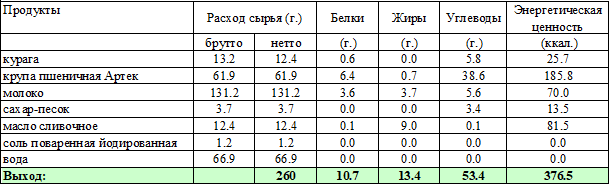 Продукты Расход сырья (г.) Белки Жиры Углеводы Энергетическая ценность
брутто нетто (г.) (г.) (г.) (ккал.)
курага 13.2 12.4 0.6 0.0 5.8 25.7
крупа пшеничная Артек 61.9 61.9 6.4 0.7 38.6 185.8
молоко 131.2 131.2 3.6 3.7 5.6 70.0
сахар-песок 3.7 3.7 0.0 0.0 3.4 13.5
масло сливочное 12.4 12.4 0.1 9.0 0.1 81.5
соль поваренная йодированная 1.2 1.2 0.0 0.0 0.0 0.0
вода 66.9 66.9 0.0 0.0 0.0 0.0
Выход: 260 10.7 13.4 53.4 376.5